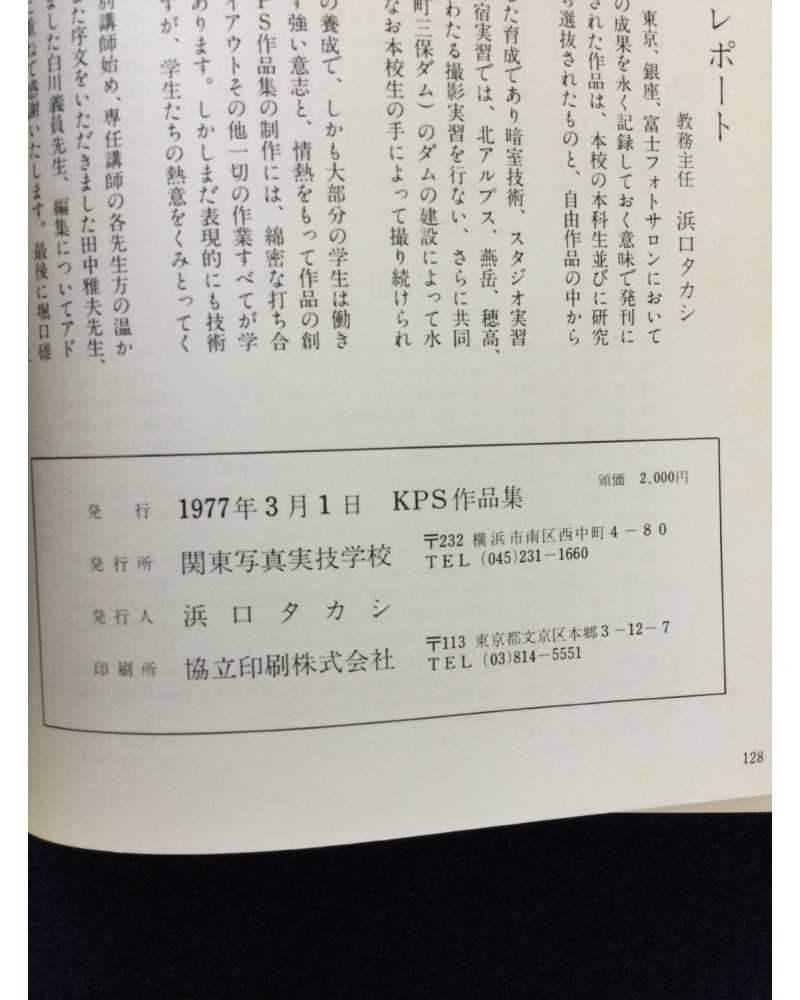 レポート
教務主任 浜口タカシ
東京、銀座、富士フォトサロンにおいて
の成果を永く記録しておく意味で発刊に
された作品は、本校の本科生並びに研究
ら選抜されたものと、自由作品の中から
た育成であり暗室技術、スタジオ実習
宿実習では、北アルプス、燕岳、穂高、
わたる撮影実習を行ない、さらに共同
町三保ダム）のダムの建設によって水
なお本校生の手によって撮り続けられ
の養成で、しかも大部分の学生は働き
す強い意志と、情熱をもって作品の創
PS作品集の制作には、綿密な打ち合
イアウトその他一切の作業すべてが学
あります。しかしまだ表現的にも技術
すが、学生たちの熱意をくみとってく
別講師始め、専任講師の各先生方の温か
た序文をいただきました田中雅夫先生、
ました白川義員先生、編集についてアド
重ねて感謝いたします。最後に堀口碓
発行 1977年3月1日 KPS作品集 頒価 2,000円
発行所 関東写真実技学校 〒232 横浜市南区西中町4−80
TEL (045)231−1660
発行人 浜口タカシ
印刷所 協立印刷株式会社 〒113 東京都文京区本郷3−12−7
TEL (03)814−5551
128